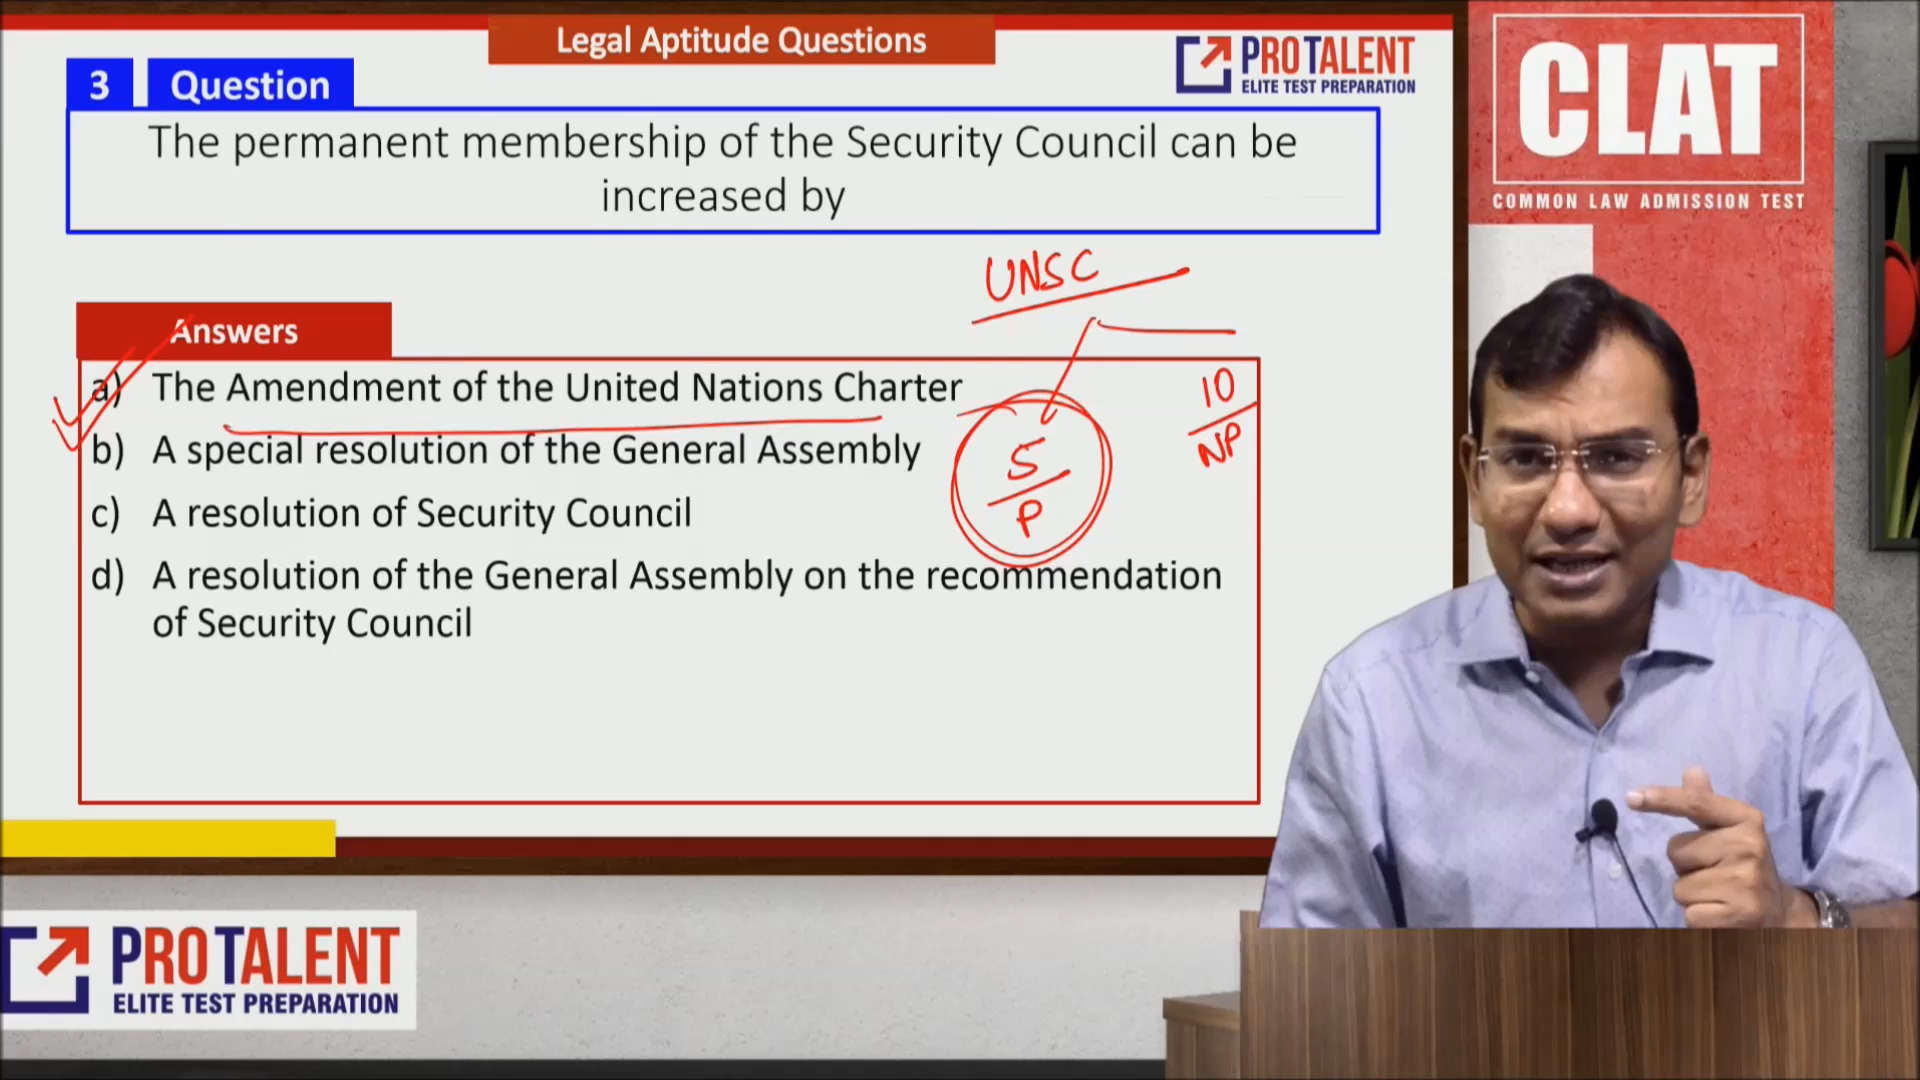 Legal Aptitude Questions
PROTALENT
ELITE TEST PREPARATION
CLAT
COMMON LAW ADMISSION TEST
3 Question
The permanent membership of the Security Council can be
increased by
UNSC
Answers
a) The Amendment of the United Nations Charter
b) A special resolution of the General Assembly
c) A resolution of Security Council
d) A resolution of the General Assembly on the recommendation
of Security Council
5
P
10
NP
PROTALENT
ELITE TEST PREPARATION